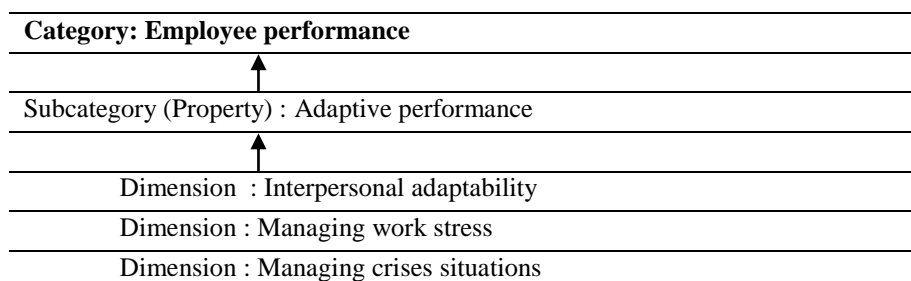 Category: Employee performance
Subcategory (Property) : Adaptive performance
Dimension : Interpersonal adaptability
Dimension : Managing work stress
Dimension : Managing crises situations